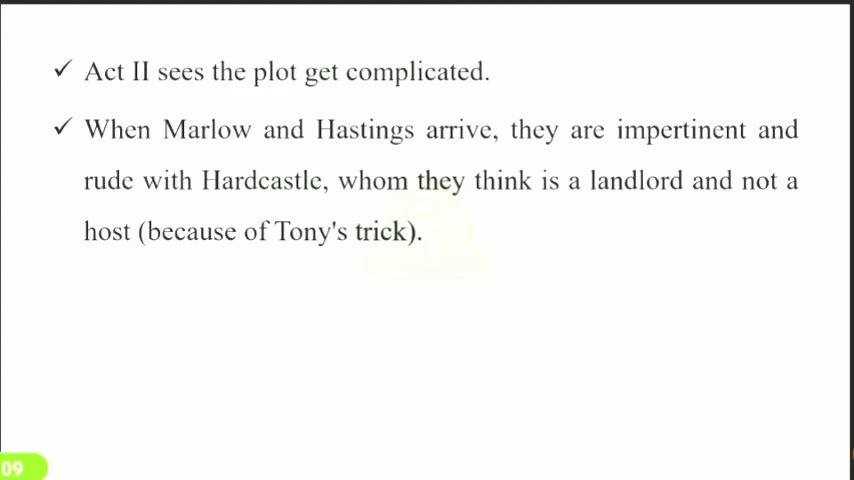 ✓ Act II sees the plot get complicated.
✓ When Marlow and Hastings arrive, they are impertinent and
rude with Hardcastle, whom they think is a landlord and not a
host (because of Tony's trick).
09